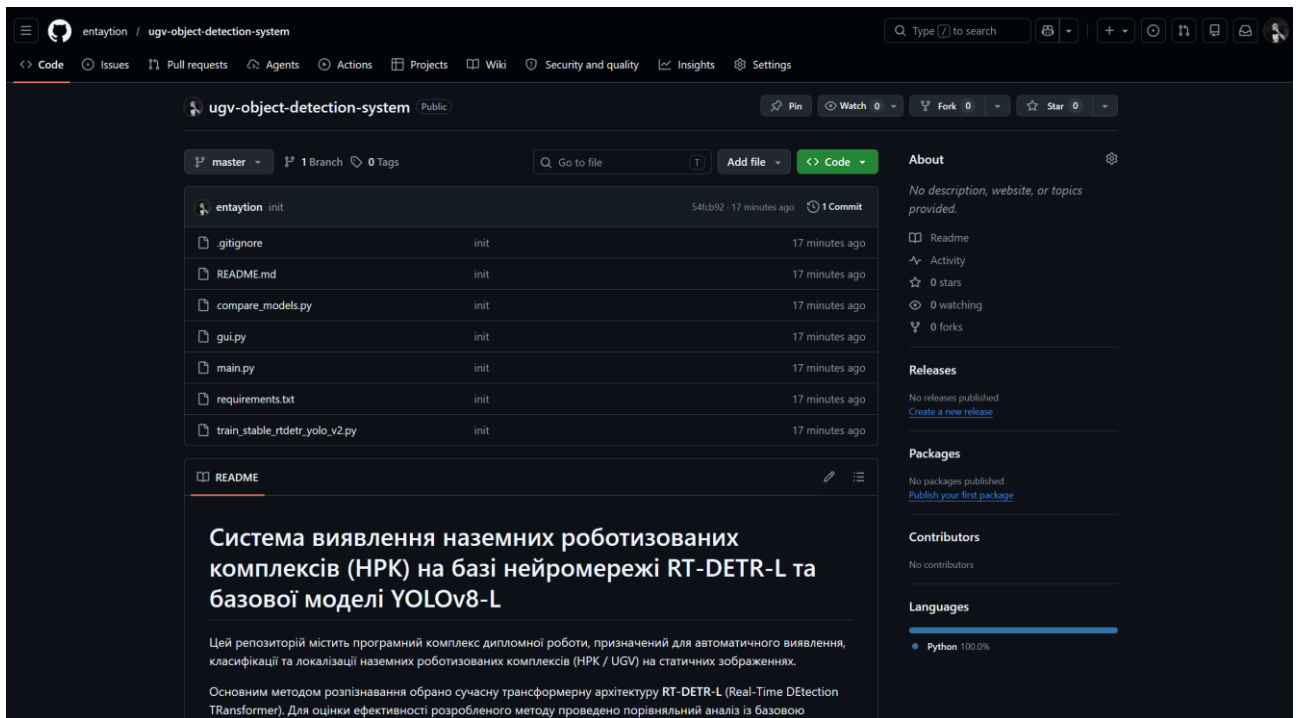 entaytion / ugv-object-detection-system
Type / to search
Code Issues Pull requests Agents Actions Projects Wiki Security and quality Insights Settings
ugv-object-detection-system Public
Pin Watch 0 Fork 0 Star 0
master 1 Branch 0 Tags
Go to file T Add file Code
entaytion init 54fcb92 · 17 minutes ago 1 Commit
.gitignore init 17 minutes ago
README.md init 17 minutes ago
compare_models.py init 17 minutes ago
gui.py init 17 minutes ago
main.py init 17 minutes ago
requirements.txt init 17 minutes ago
train_stable_rtdetr_yolo_v2.py init 17 minutes ago
README
Система виявлення наземних роботизованих
комплексів (НРК) на базі нейромережі RT-DETR-L та
базової моделі YOLOv8-L
Цей репозиторій містить програмний комплекс дипломної роботи, призначений для автоматичного виявлення,
класифікації та локалізації наземних роботизованих комплексів (НРК / UGV) на статичних зображеннях.
Основним методом розпізнавання обрано сучасну трансформерну архітектуру RT-DETR-L (Real-Time DEtection
TRansformer). Для оцінки ефективності розробленого методу проведено порівняльний аналіз із базовою
About
No description, website, or topics
provided.
Readme
Activity
0 stars
0 watching
0 forks
Releases
No releases published
Create a new release
Packages
No packages published
Publish your first package
Contributors
No contributors
Languages
Python 100.0%